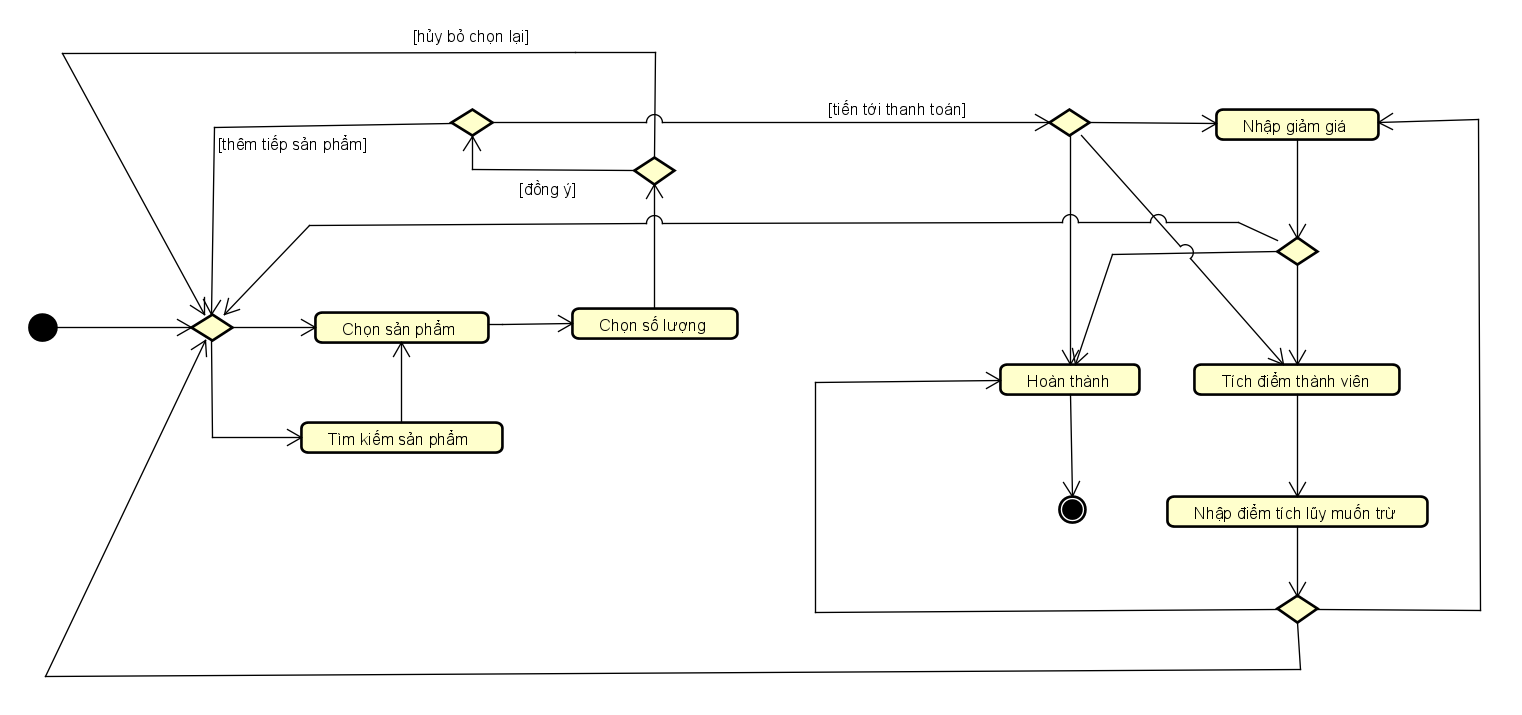 [hủy bỏ chọn lại]
[tiến tới thanh toán]
Nhập giảm giá
[thêm tiếp sản phẩm]
[đồng ý]
Chọn sản phẩm
Chọn số lượng
Hoàn thành
Tích điểm thành viên
Tìm kiếm sản phẩm
Nhập điểm tích lũy muốn trừ